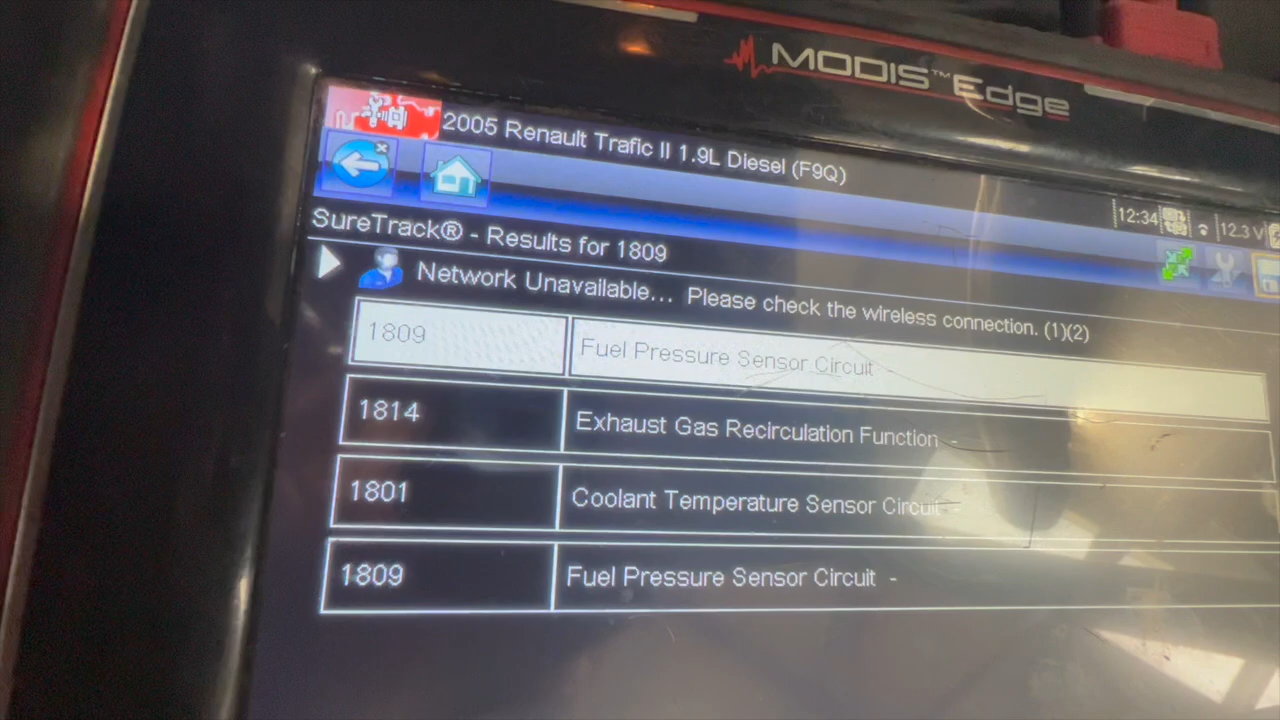 MODIS™ Edge
2005 Renault Trafic II 1.9L Diesel (F9Q)
12:34
12.3 V
SureTrack® - Results for 1809
Network Unavailable... Please check the wireless connection. (1)(2)
1809 Fuel Pressure Sensor Circuit -
1814 Exhaust Gas Recirculation Function -
1801 Coolant Temperature Sensor Circuit -
1809 Fuel Pressure Sensor Circuit -